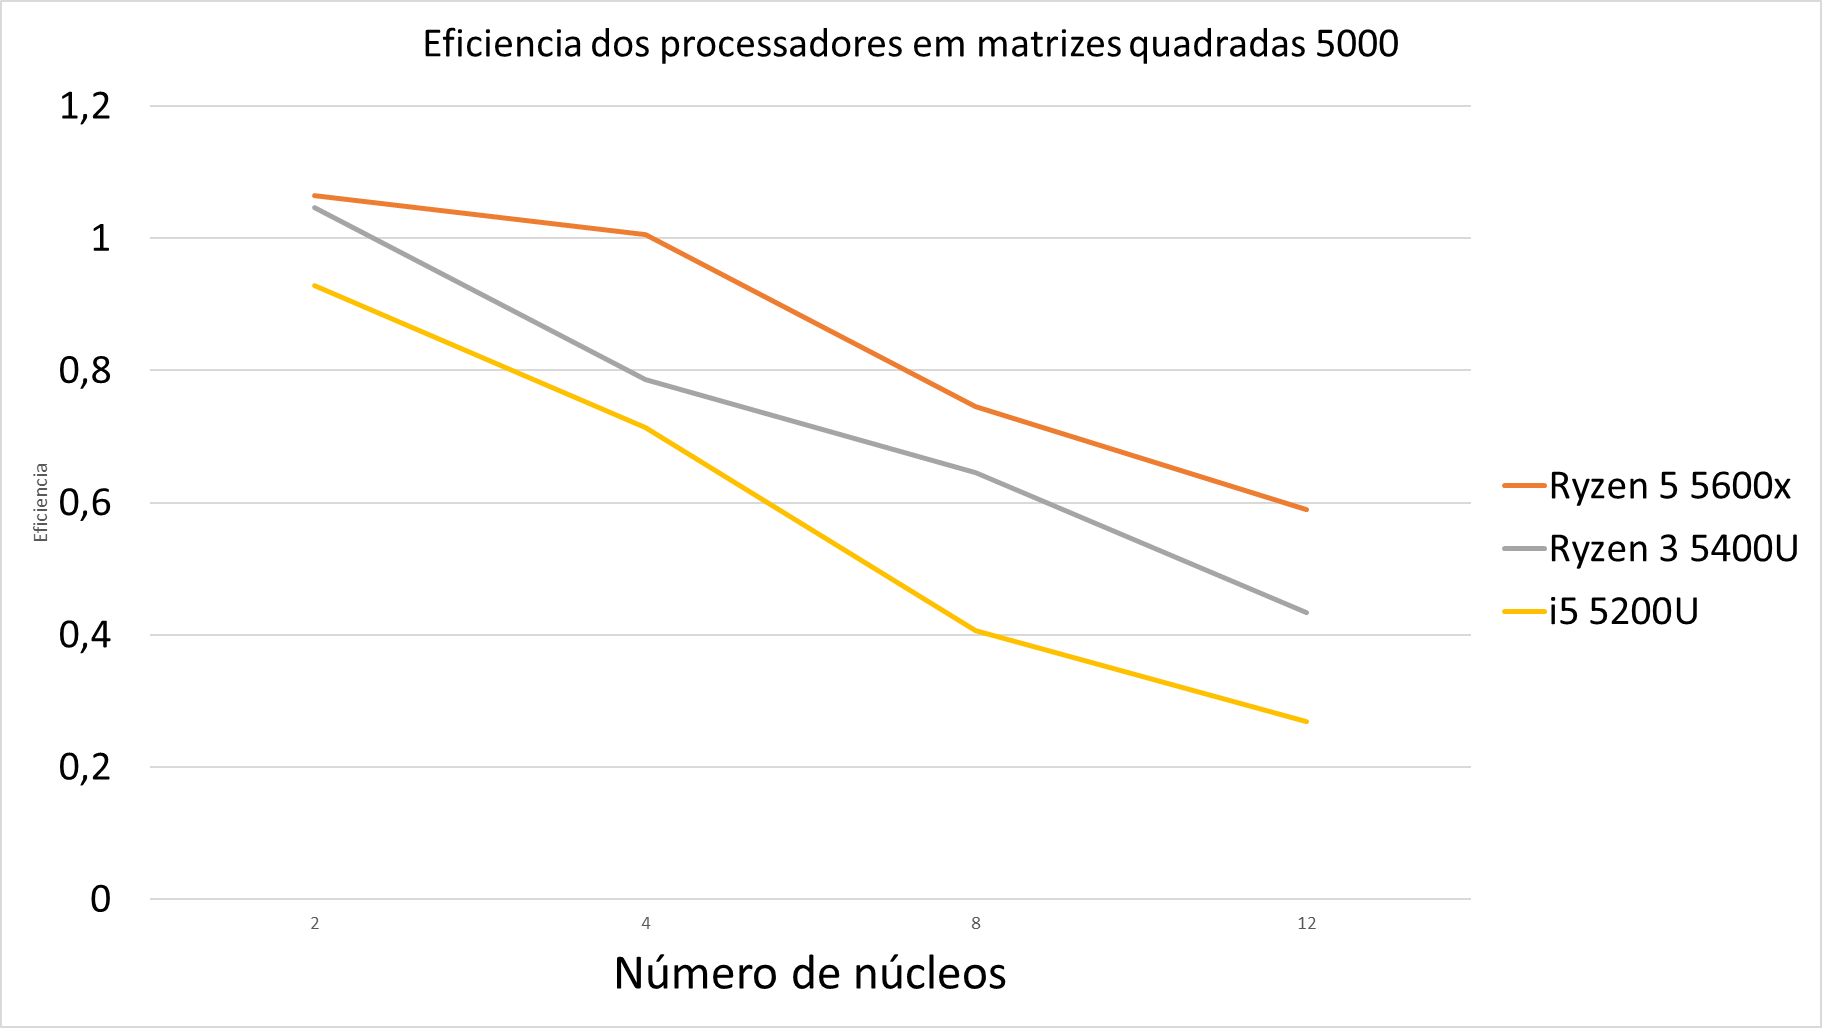 Eficiencia dos processadores em matrizes quadradas 5000
1,2
1
0,8
0,6
0,4
0,2
0
Eficiencia
2 4 8 12
Número de núcleos
Ryzen 5 5600x
Ryzen 3 5400U
i5 5200U